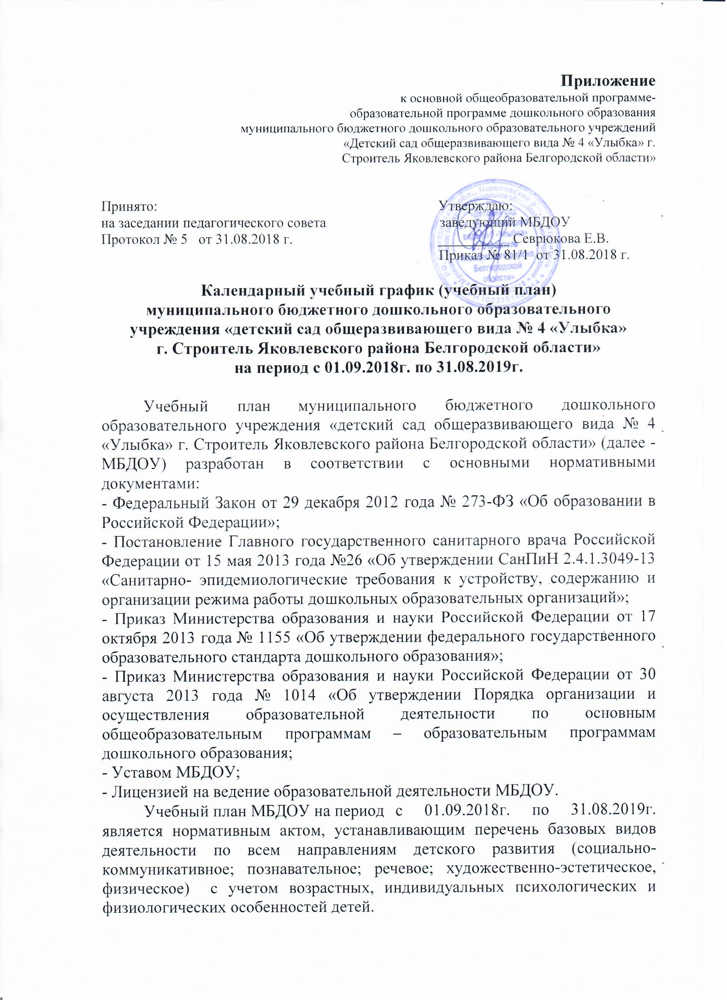 Приложение
к основной общеобразовательной программе-
образовательной программе дошкольного образования
муниципального бюджетного дошкольного образовательного учреждений
«Детский сад общеразвивающего вида № 4 «Улыбка» г.
Строитель Яковлевского района Белгородской области»
Принято:
на заседании педагогического совета
Протокол № 5 от 31.08.2018 г.
Утверждаю:
заведующий МБДОУ
__________ Севрюкова Е.В.
Приказ № 81/1 от 31.08.2018 г.
«Детский сад
«Улыбка»
Белгородской
области»
Календарный учебный график (учебный план)
муниципального бюджетного дошкольного образовательного
учреждения «детский сад общеразвивающего вида № 4 «Улыбка»
г. Строитель Яковлевского района Белгородской области»
на период с 01.09.2018г. по 31.08.2019г.
Учебный план муниципального бюджетного дошкольного
образовательного учреждения «детский сад общеразвивающего вида № 4
«Улыбка» г. Строитель Яковлевского района Белгородской области» (далее -
МБДОУ) разработан в соответствии с основными нормативными
документами:
- Федеральный Закон от 29 декабря 2012 года № 273-ФЗ «Об образовании в
Российской Федерации»;
- Постановление Главного государственного санитарного врача Российской
Федерации от 15 мая 2013 года №26 «Об утверждении СанПиН 2.4.1.3049-13
«Санитарно- эпидемиологические требования к устройству, содержанию и
организации режима работы дошкольных образовательных организаций»;
- Приказ Министерства образования и науки Российской Федерации от 17
октября 2013 года № 1155 «Об утверждении федерального государственного
образовательного стандарта дошкольного образования»;
- Приказ Министерства образования и науки Российской Федерации от 30
августа 2013 года № 1014 «Об утверждении Порядка организации и
осуществления образовательной деятельности по основным
общеобразовательным программам – образовательным программам
дошкольного образования;
- Уставом МБДОУ;
- Лицензией на ведение образовательной деятельности МБДОУ.
Учебный план МБДОУ на период с 01.09.2018г. по 31.08.2019г.
является нормативным актом, устанавливающим перечень базовых видов
деятельности по всем направлениям детского развития (социально-
коммуникативное; познавательное; речевое; художественно-эстетическое,
физическое) с учетом возрастных, индивидуальных психологических и
физиологических особенностей детей.